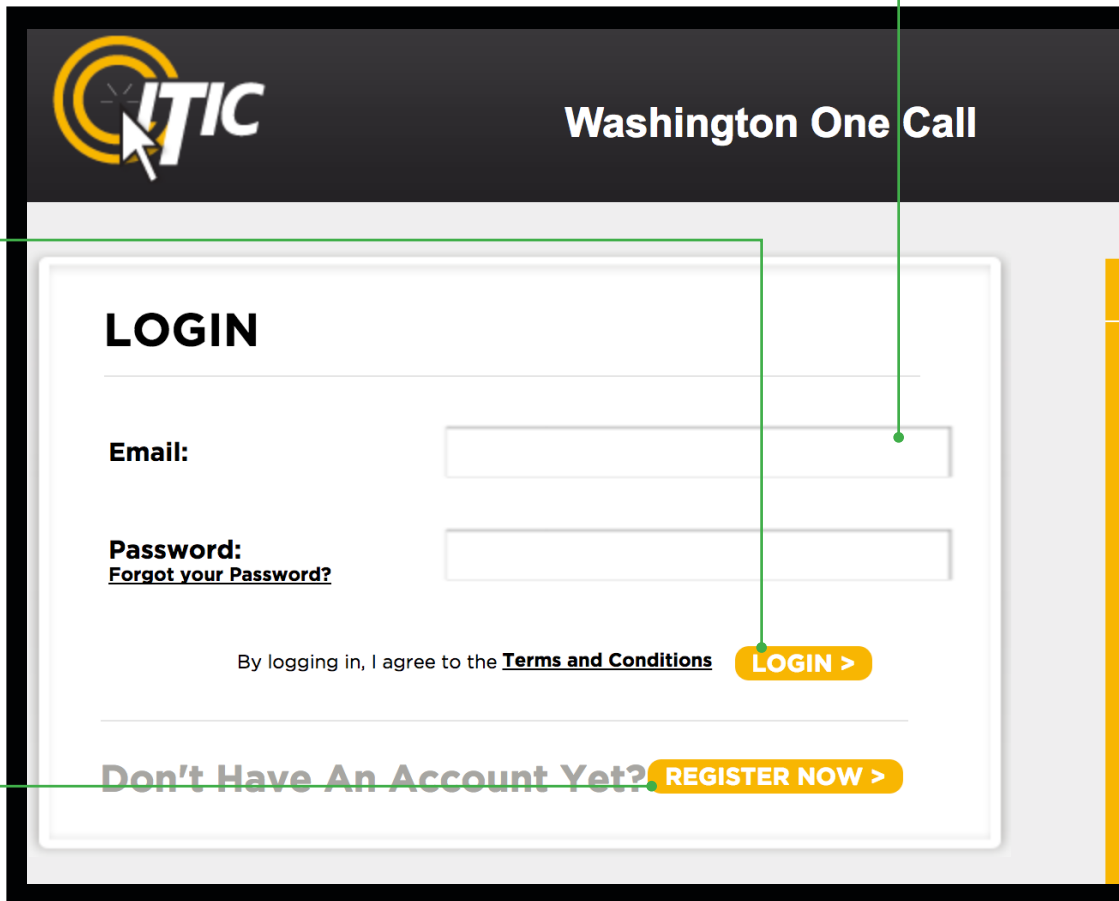 ITIC
Washington One Call
LOGIN
Email:
Password:
Forgot your Password?
By logging in, I agree to the Terms and Conditions LOGIN >
Don't Have An Account Yet? REGISTER NOW >